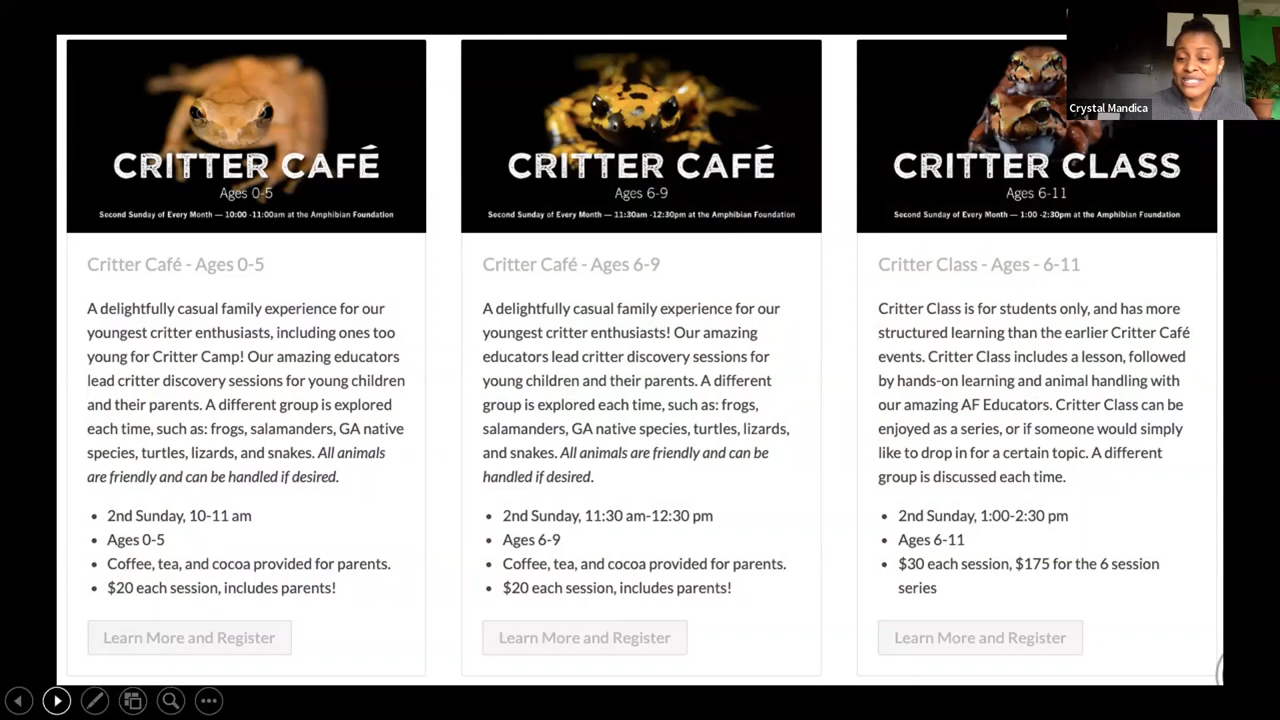 Crystal Mandica
CRITTER CAFÉ
Ages 0-5
Second Sunday of Every Month — 10:00 -11:00am at the Amphibian Foundation
Critter Café - Ages 0-5
A delightfully casual family experience for our
youngest critter enthusiasts, including ones too
young for Critter Camp! Our amazing educators
lead critter discovery sessions for young children
and their parents. A different group is explored
each time, such as: frogs, salamanders, GA native
species, turtles, lizards, and snakes. All animals
are friendly and can be handled if desired.
• 2nd Sunday, 10-11 am
• Ages 0-5
• Coffee, tea, and cocoa provided for parents.
• $20 each session, includes parents!
Learn More and Register
CRITTER CAFÉ
Ages 6-9
Second Sunday of Every Month — 11:30am -12:30pm at the Amphibian Foundation
Critter Café - Ages 6-9
A delightfully casual family experience for our
youngest critter enthusiasts! Our amazing
educators lead critter discovery sessions for
young children and their parents. A different
group is explored each time, such as: frogs,
salamanders, GA native species, turtles, lizards,
and snakes. All animals are friendly and can be
handled if desired.
• 2nd Sunday, 11:30 am-12:30 pm
• Ages 6-9
• Coffee, tea, and cocoa provided for parents.
• $20 each session, includes parents!
Learn More and Register
CRITTER CLASS
Ages 6-11
Second Sunday of Every Month — 1:00 -2:30pm at the Amphibian Foundation
Critter Class - Ages - 6-11
Critter Class is for students only, and has more
structured learning than the earlier Critter Café
events. Critter Class includes a lesson, followed
by hands-on learning and animal handling with
our amazing AF Educators. Critter Class can be
enjoyed as a series, or if someone would simply
like to drop in for a certain topic. A different
group is discussed each time.
• 2nd Sunday, 1:00-2:30 pm
• Ages 6-11
• $30 each session, $175 for the 6 session
series
Learn More and Register